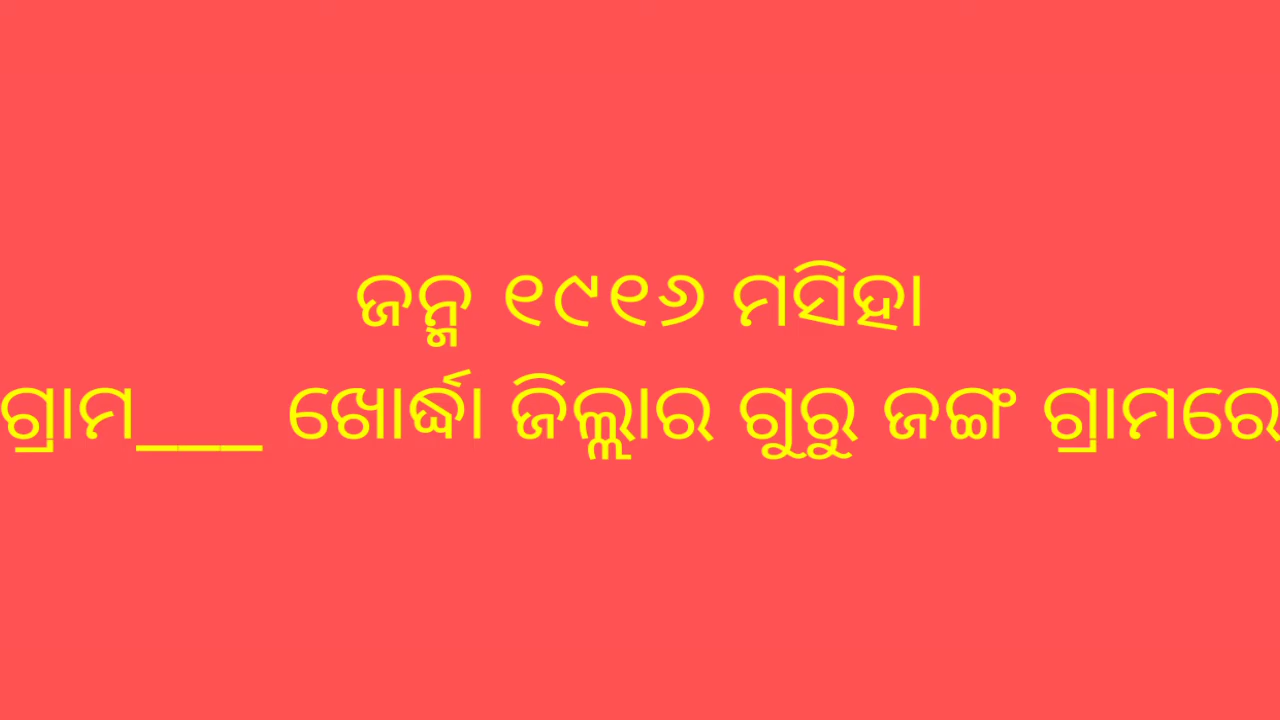 ଜନ୍ମ ୧୯୧୬ ମସିହା
ଗ୍ରାମ___ ଖୋର୍ଦ୍ଧା ଜିଲ୍ଲାର ଗୁରୁ ଜଙ୍ଗ ଗ୍ରାମରେ